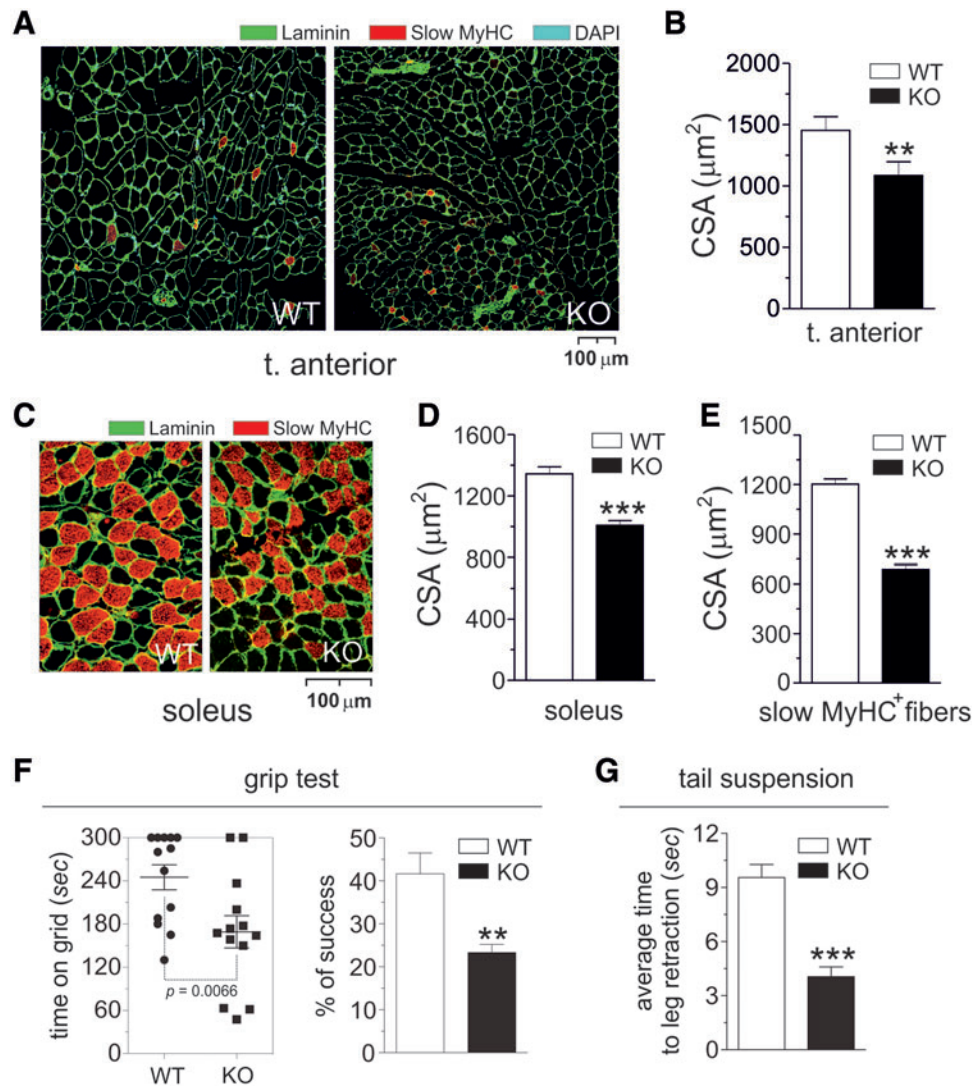 A
Laminin Slow MyHC DAPI
WT
KO
100 μm
t. anterior
B
2000
1500
1000
500
0
CSA (μm²)
WT
KO
**
t. anterior
C
Laminin Slow MyHC
WT
KO
100 μm
soleus
D
1600
1200
800
400
0
CSA (μm²)
WT
KO
***
soleus
E
1500
1200
900
600
300
0
CSA (μm²)
WT
KO
***
slow MyHC⁺fibers
F
grip test
300
240
180
120
60
0
time on grid (sec)
p = 0.0066
WT KO
50
40
30
20
10
0
% of success
WT
KO
**
G
tail suspension
12
9
6
3
0
average time
to leg retraction (sec)
WT
KO
***